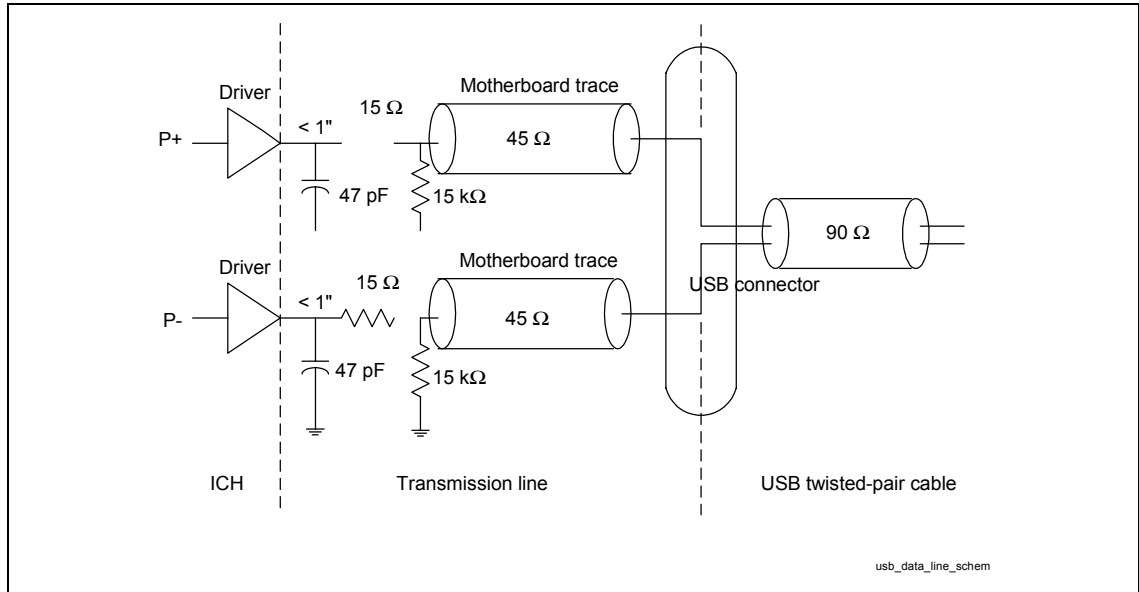 Motherboard trace
Driver
15 Ω
< 1"
P+
45 Ω
47 pF
15 kΩ
90 Ω
Motherboard trace
Driver
15 Ω
USB connector
< 1"
P-
45 Ω
47 pF
15 kΩ
ICH
Transmission line
USB twisted-pair cable
usb_data_line_schem